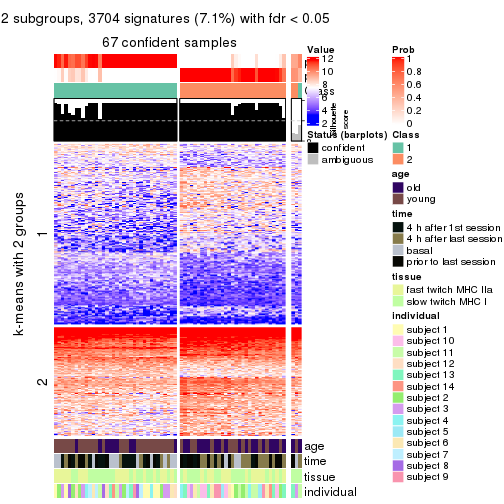 2 subgroups, 3704 signatures (7.1%) with fdr < 0.05
67 confident samples
k-means with 2 groups
1
2
Class
Silhouette
score
age
time
tissue
individual
Value
12
10
8
6
4
2
Status (barplots)
confident
ambiguous
Prob
1
0.8
0.6
0.4
0.2
0
Class
1
2
age
old
young
time
4 h after 1st session
4 h after last session
basal
prior to last session
tissue
fast twitch MHC IIa
slow twitch MHC I
individual
subject 1
subject 10
subject 11
subject 12
subject 13
subject 14
subject 2
subject 3
subject 4
subject 5
subject 6
subject 7
subject 8
subject 9